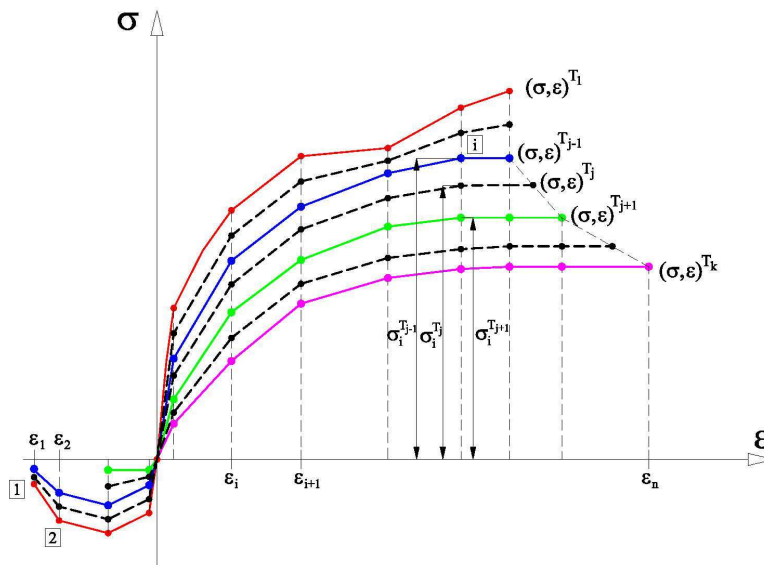 σ
(σ,ε)^T₁
i
(σ,ε)^Tj-1
(σ,ε)^Tj
(σ,ε)^Tj+1
(σ,ε)^Tk
σᵢ^Tj-1 σᵢ^Tj σᵢ^Tj+1
ε₁ ε₂ ε
εᵢ εᵢ₊₁ εₙ
1
2